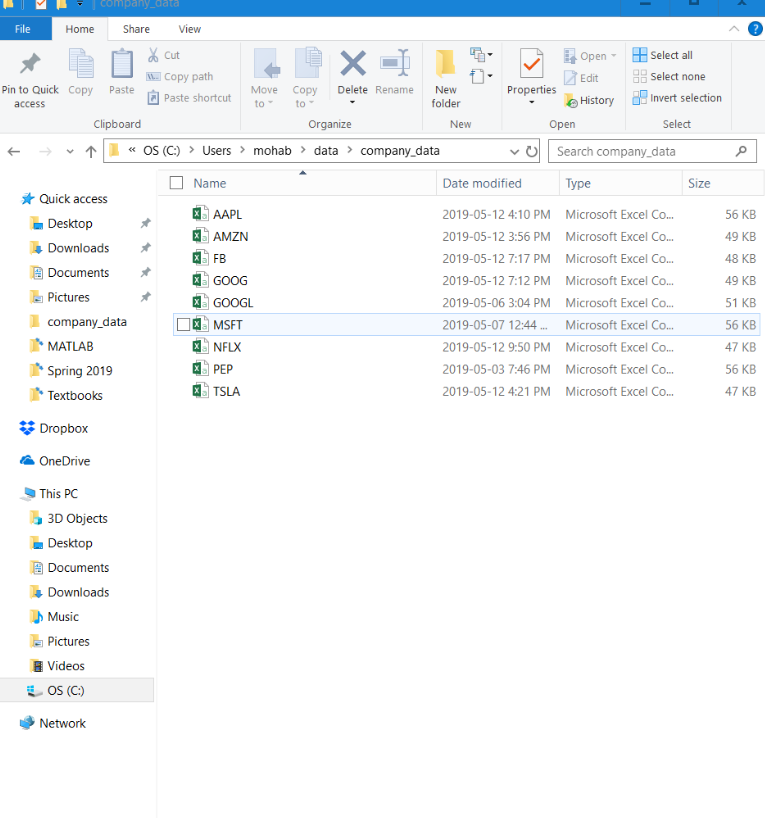 company_data
File Home Share View
Pin to Quick access
Copy
Paste
Cut
Copy path
Paste shortcut
Move to
Copy to
Delete
Rename
New folder
Properties
Open
Edit
History
Select all
Select none
Invert selection
Clipboard Organize New Open Select
« OS (C:) > Users > mohab > data > company_data
Search company_data
Name Date modified Type Size
AAPL 2019-05-12 4:10 PM Microsoft Excel Co... 56 KB
AMZN 2019-05-12 3:56 PM Microsoft Excel Co... 49 KB
FB 2019-05-12 7:17 PM Microsoft Excel Co... 48 KB
GOOG 2019-05-12 7:12 PM Microsoft Excel Co... 49 KB
GOOGL 2019-05-06 3:04 PM Microsoft Excel Co... 51 KB
MSFT 2019-05-07 12:44 ... Microsoft Excel Co... 56 KB
NFLX 2019-05-12 9:50 PM Microsoft Excel Co... 47 KB
PEP 2019-05-03 7:46 PM Microsoft Excel Co... 56 KB
TSLA 2019-05-12 4:21 PM Microsoft Excel Co... 47 KB
Quick access
Desktop
Downloads
Documents
Pictures
company_data
MATLAB
Spring 2019
Textbooks
Dropbox
OneDrive
This PC
3D Objects
Desktop
Documents
Downloads
Music
Pictures
Videos
OS (C:)
Network